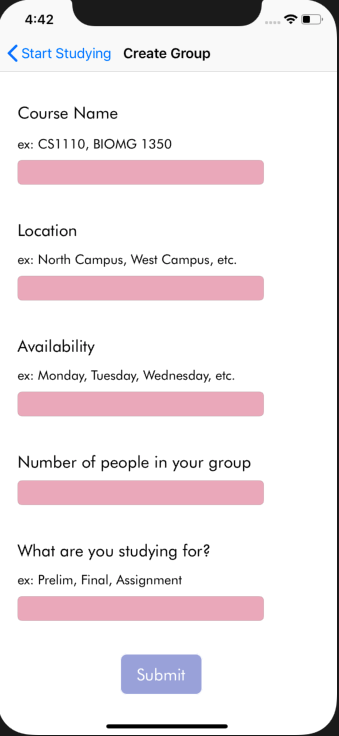 4:42
Start Studying Create Group
Course Name
ex: CS1110, BIOMG 1350
Location
ex: North Campus, West Campus, etc.
Availability
ex: Monday, Tuesday, Wednesday, etc.
Number of people in your group
What are you studying for?
ex: Prelim, Final, Assignment
Submit